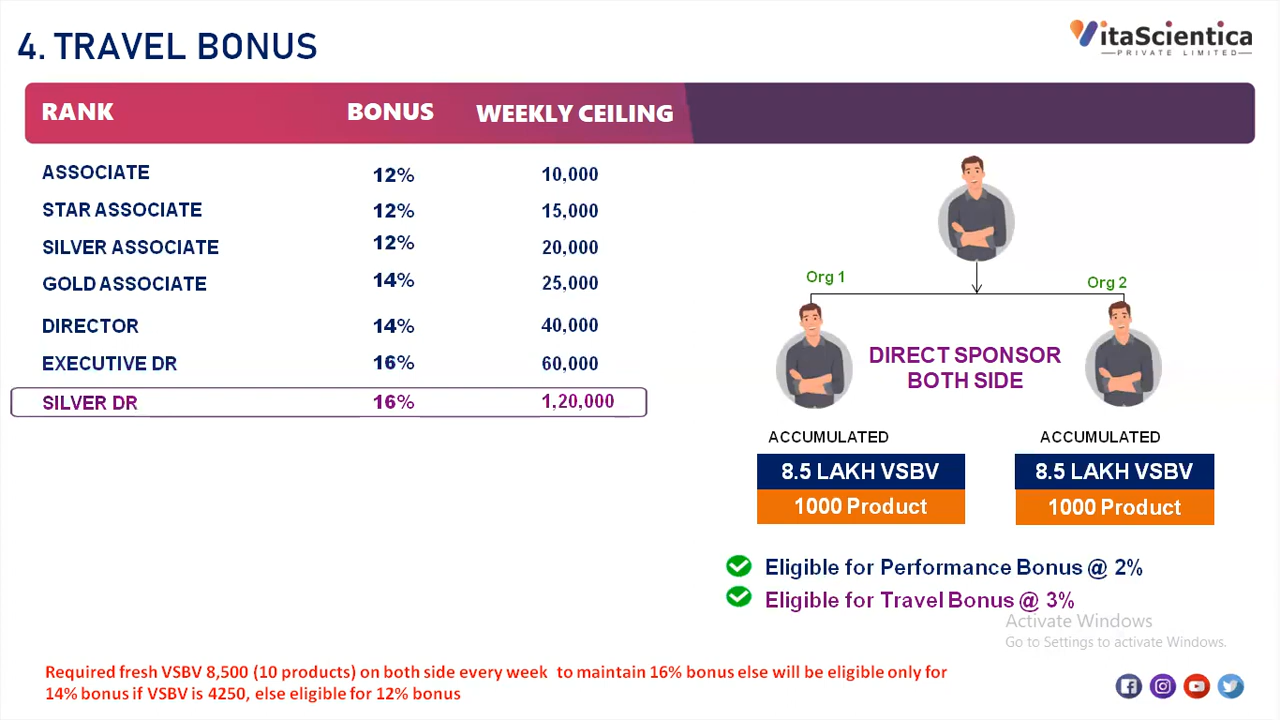 4. TRAVEL BONUS
VitaScientica
PRIVATE LIMITED
RANK BONUS WEEKLY CEILING
ASSOCIATE 12% 10,000
STAR ASSOCIATE 12% 15,000
SILVER ASSOCIATE 12% 20,000
GOLD ASSOCIATE 14% 25,000
DIRECTOR 14% 40,000
EXECUTIVE DR 16% 60,000
SILVER DR 16% 1,20,000
Org 1 Org 2
DIRECT SPONSOR
BOTH SIDE
ACCUMULATED ACCUMULATED
8.5 LAKH VSBV 8.5 LAKH VSBV
1000 Product 1000 Product
Eligible for Performance Bonus @ 2%
Eligible for Travel Bonus @ 3%
Activate Windows
Go to Settings to activate Windows.
Required fresh VSBV 8,500 (10 products) on both side every week to maintain 16% bonus else will be eligible only for
14% bonus if VSBV is 4250, else eligible for 12% bonus